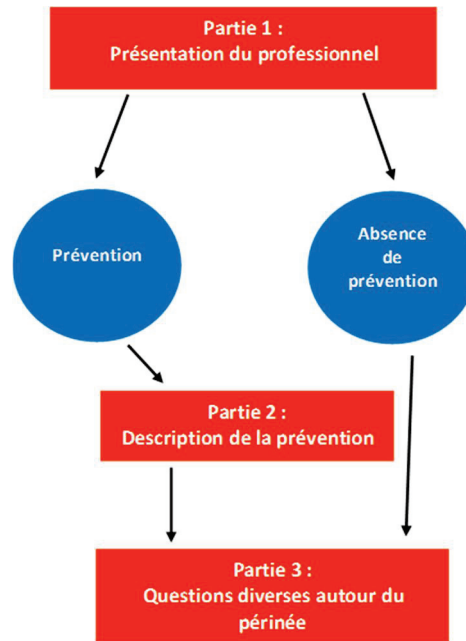 Partie 1 :
Présentation du professionnel
Prévention
Absence
de
prévention
Partie 2 :
Description de la prévention
Partie 3 :
Questions diverses autour du
périnée